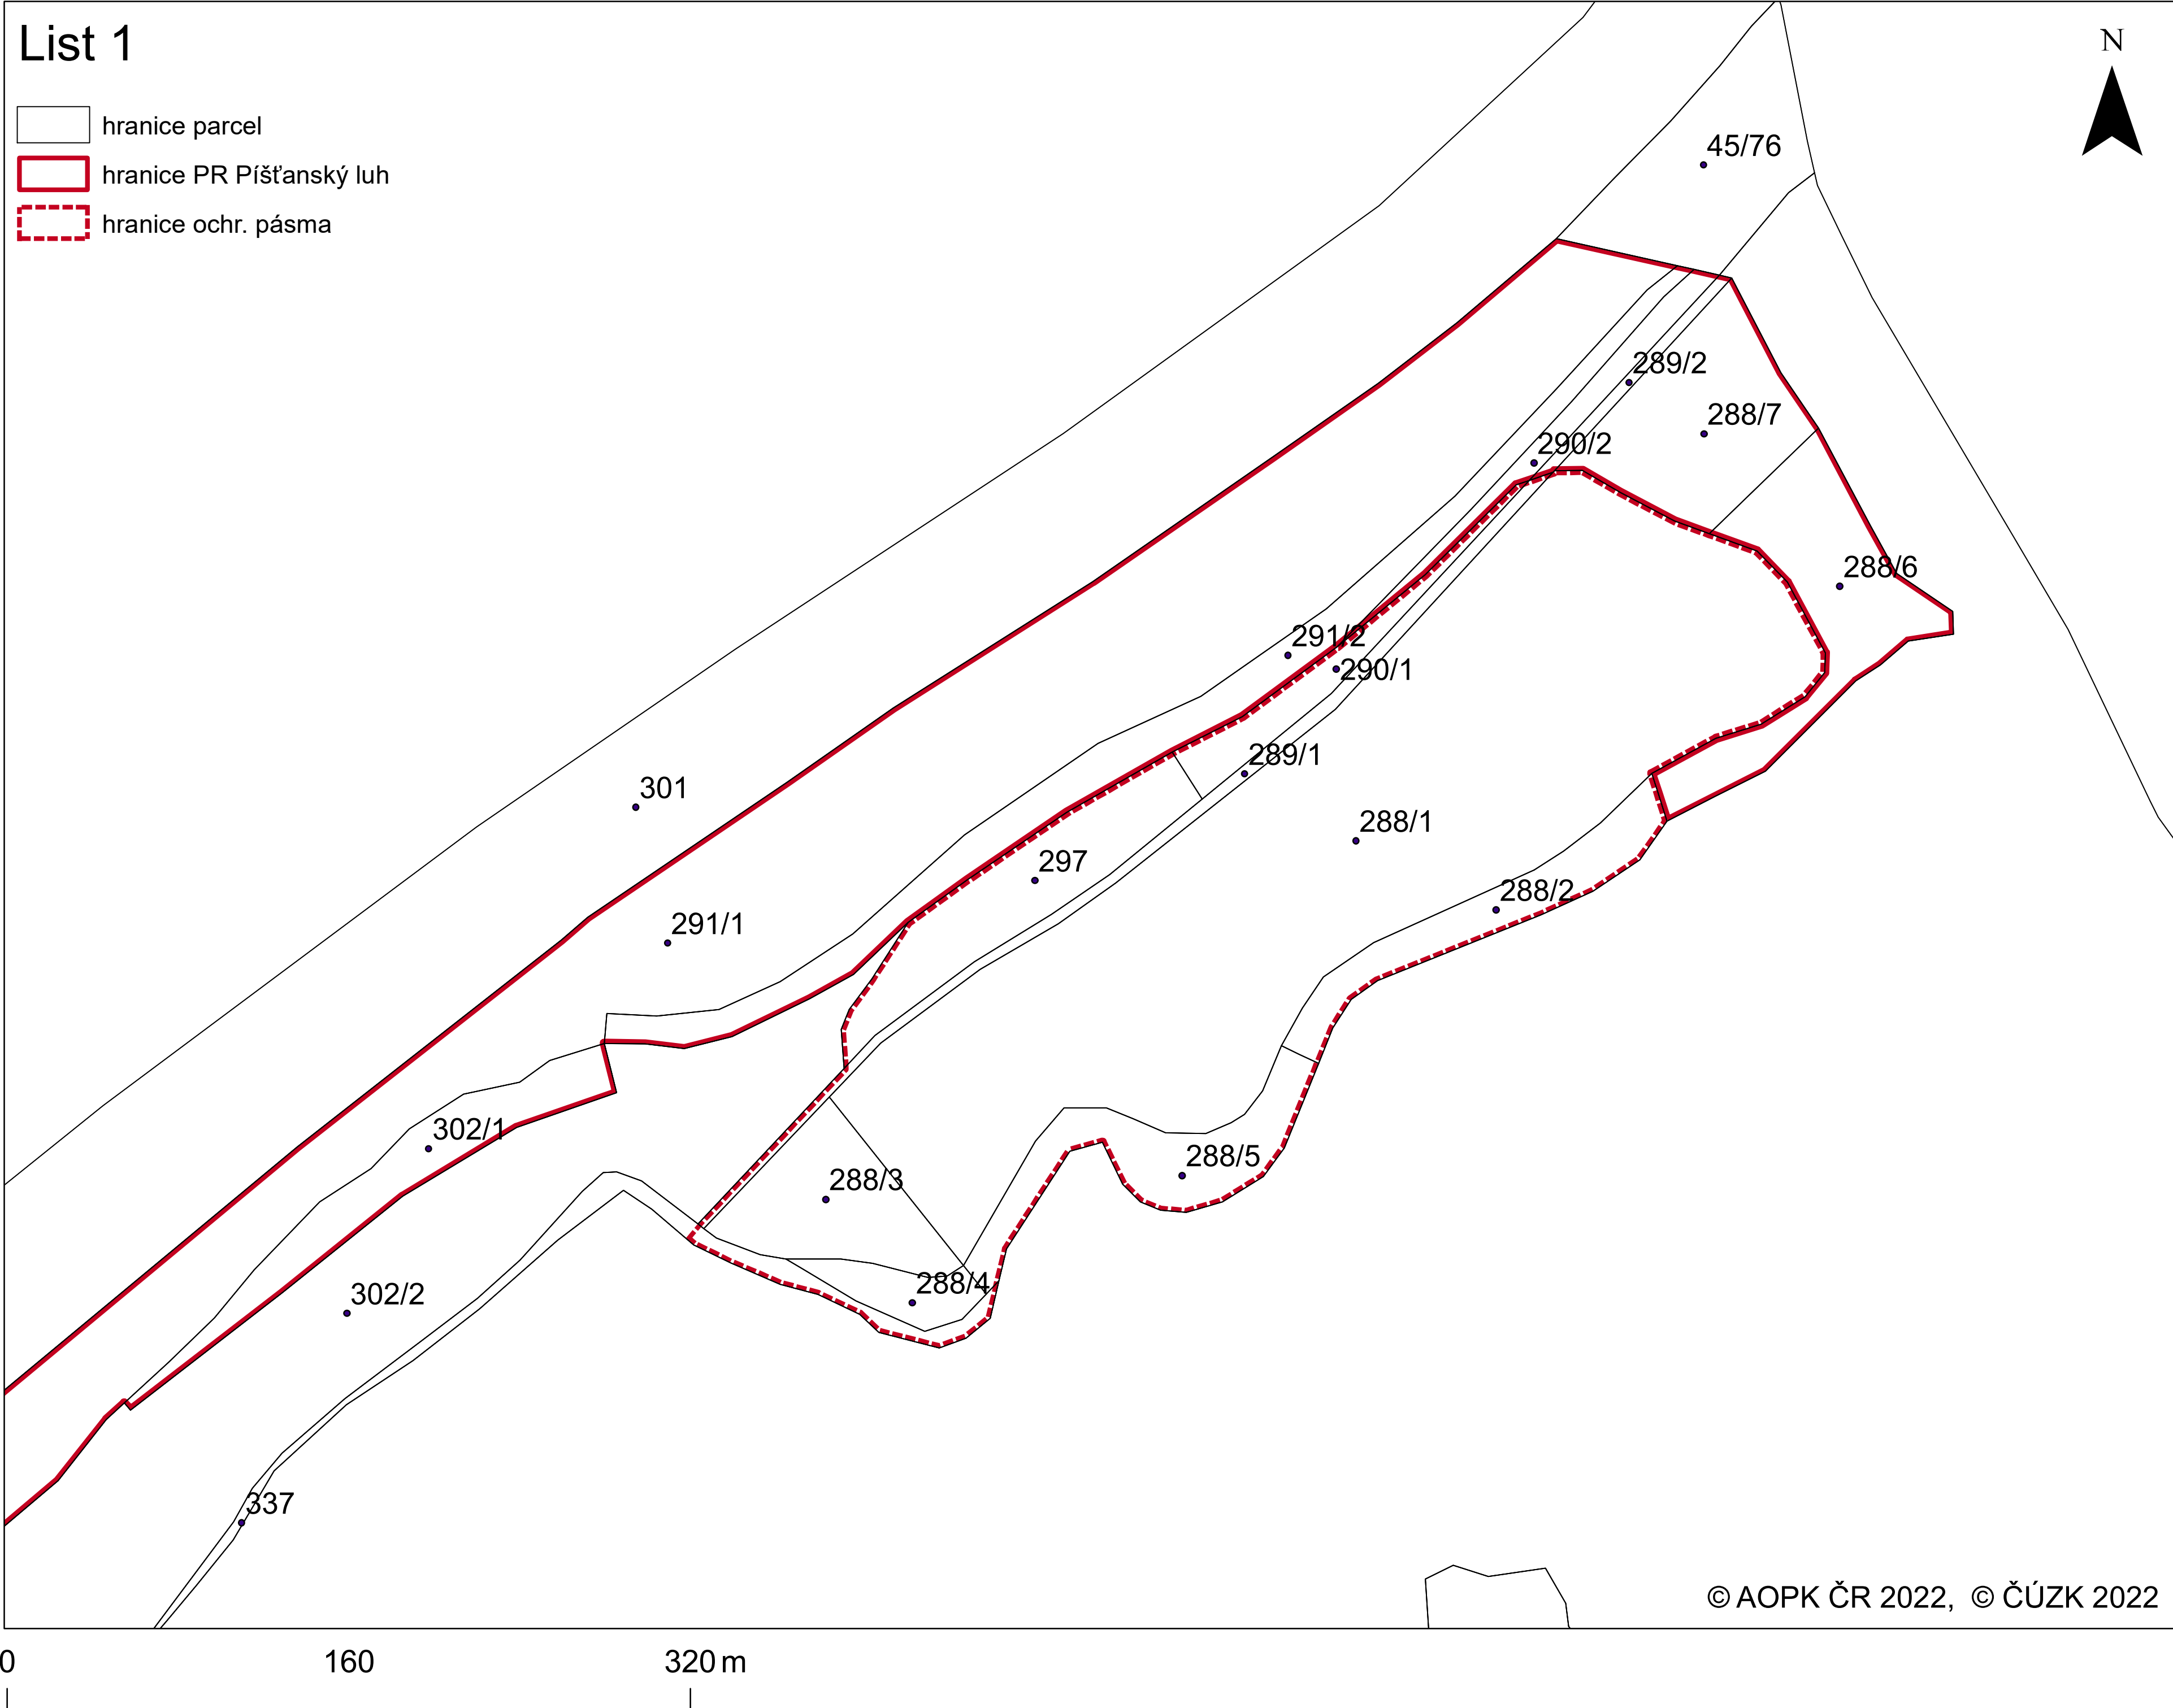 List 1
N
hranice parcel
hranice PR Píšťanský luh
hranice ochr. pásma
45/76
289/2
288/7
290/2
288/6
291/2
290/1
289/1
301
288/1
297
288/2
291/1
302/1
288/5
288/3
288/4
302/2
337
© AOPK ČR 2022, © ČÚZK 2022
0 160 320 m